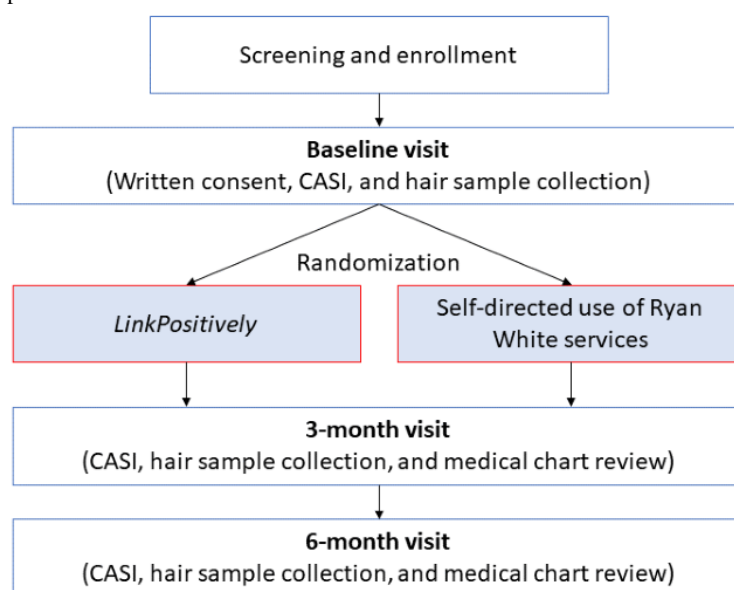 Screening and enrollment
Baseline visit
(Written consent, CASI, and hair sample collection)
Randomization
LinkPositively
Self-directed use of Ryan
White services
3-month visit
(CASI, hair sample collection, and medical chart review)
6-month visit
(CASI, hair sample collection, and medical chart review)